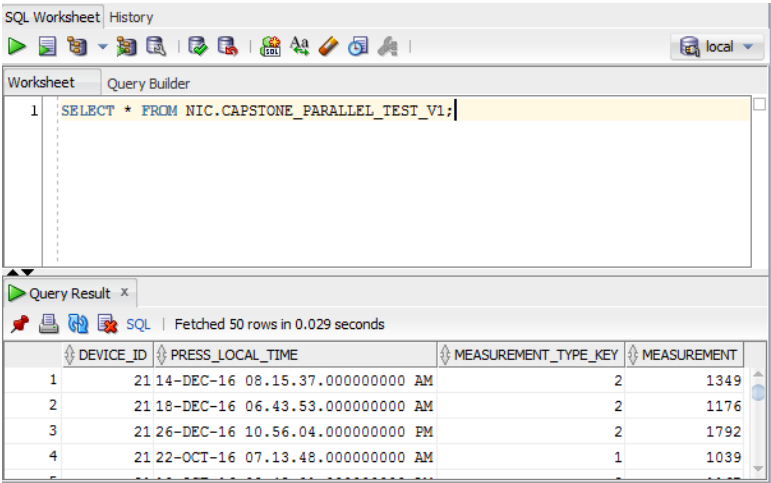 SQL Worksheet History
local
Worksheet Query Builder
1 SELECT * FROM NIC.CAPSTONE_PARALLEL_TEST_V1;
Query Result x
SQL | Fetched 50 rows in 0.029 seconds
DEVICE_ID PRESS_LOCAL_TIME MEASUREMENT_TYPE_KEY MEASUREMENT
1 21 14-DEC-16 08.15.37.000000000 AM 2 1349
2 21 18-DEC-16 06.43.53.000000000 AM 2 1176
3 21 26-DEC-16 10.56.04.000000000 PM 2 1792
4 21 22-OCT-16 07.13.48.000000000 AM 1 1039